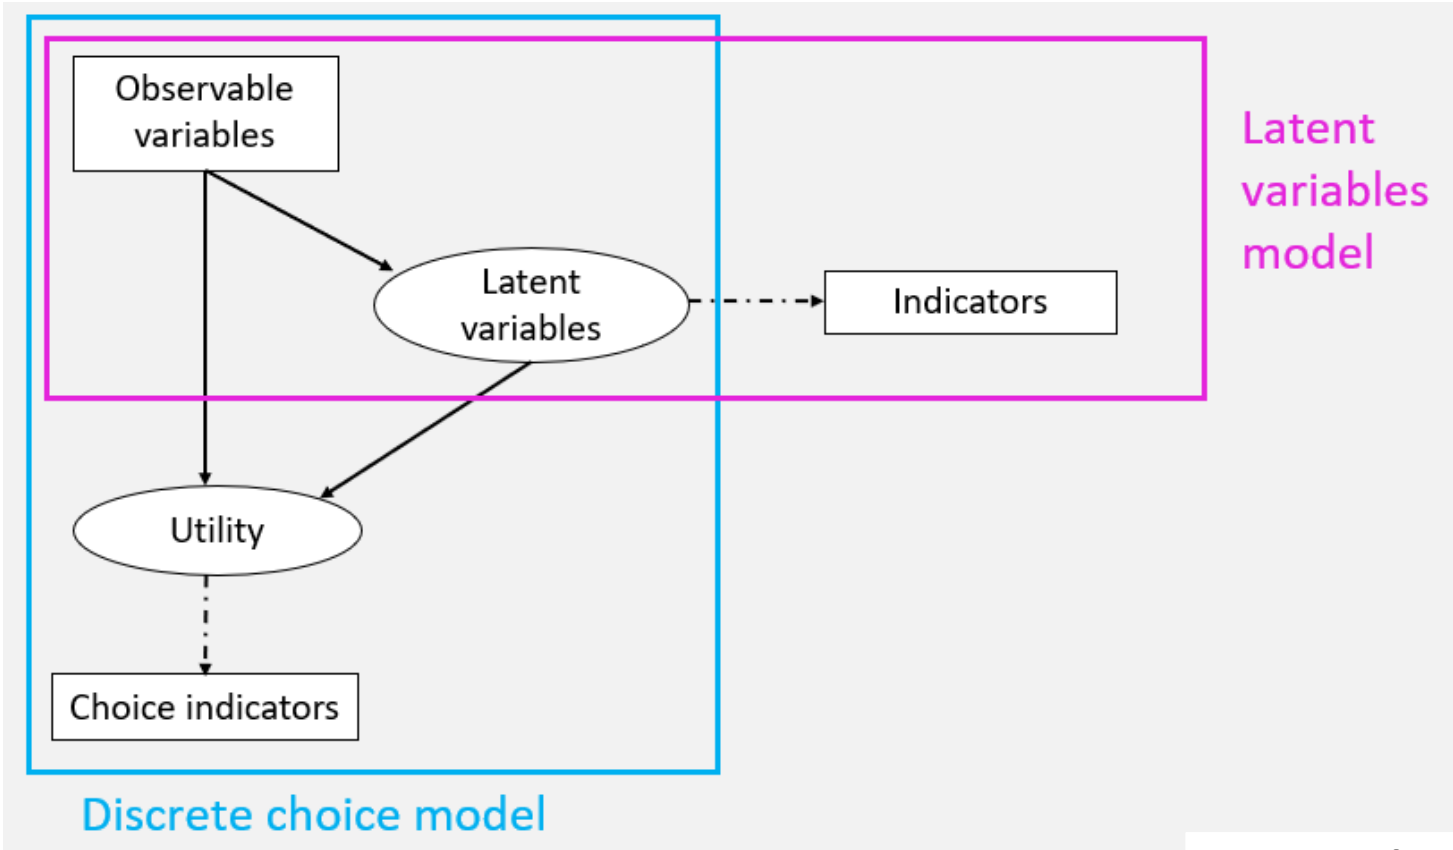 Observable
variables
Latent
variables
model
Latent
variables
Indicators
Utility
Choice indicators
Discrete choice model